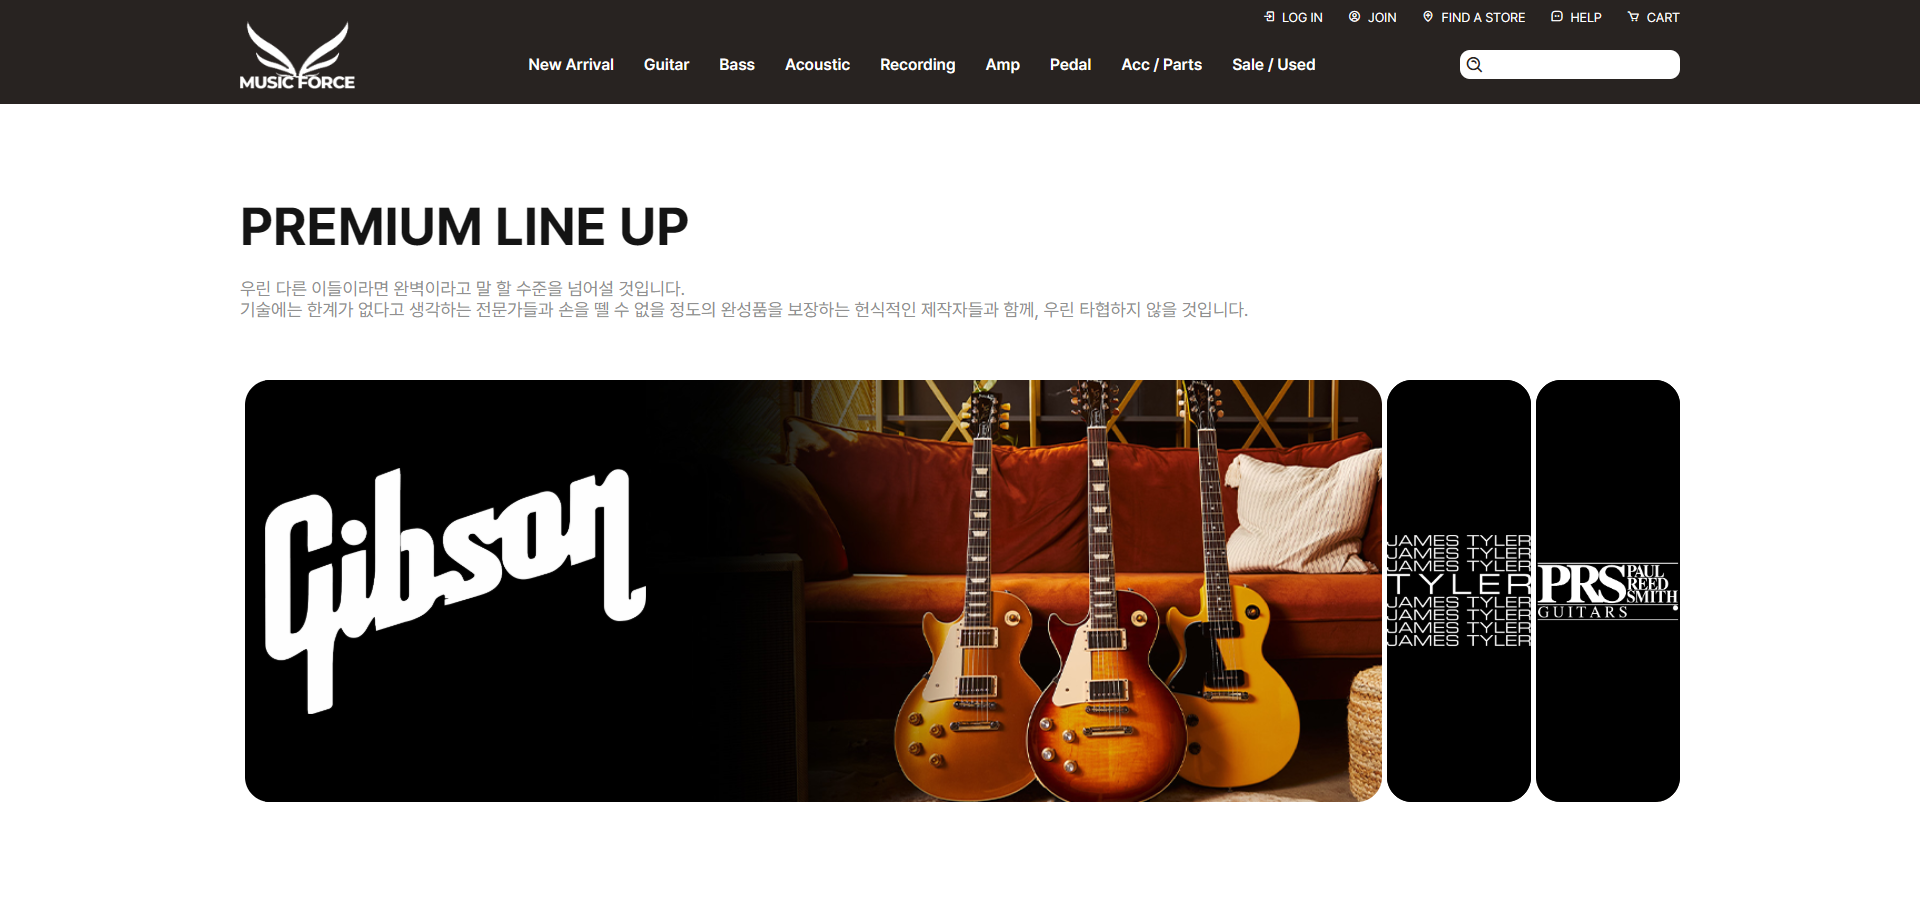 LOG IN
JOIN
FIND A STORE
HELP
CART
MUSIC FORCE
New Arrival
Guitar
Bass
Acoustic
Recording
Amp
Pedal
Acc / Parts
Sale / Used
PREMIUM LINE UP
우린 다른 이들이라면 완벽이라고 말 할 수준을 넘어설 것입니다.
기술에는 한계가 없다고 생각하는 전문가들과 손을 뗄 수 없을 정도의 완성품을 보장하는 헌식적인 제작자들과 함께, 우린 타협하지 않을 것입니다.
Gibson
JAMES TYLER
JAMES TYLER
JAMES TYLER
TYLER
JAMES TYLER
JAMES TYLER
JAMES TYLER
JAMES TYLER
PRS PAUL REED SMITH
GUITARS